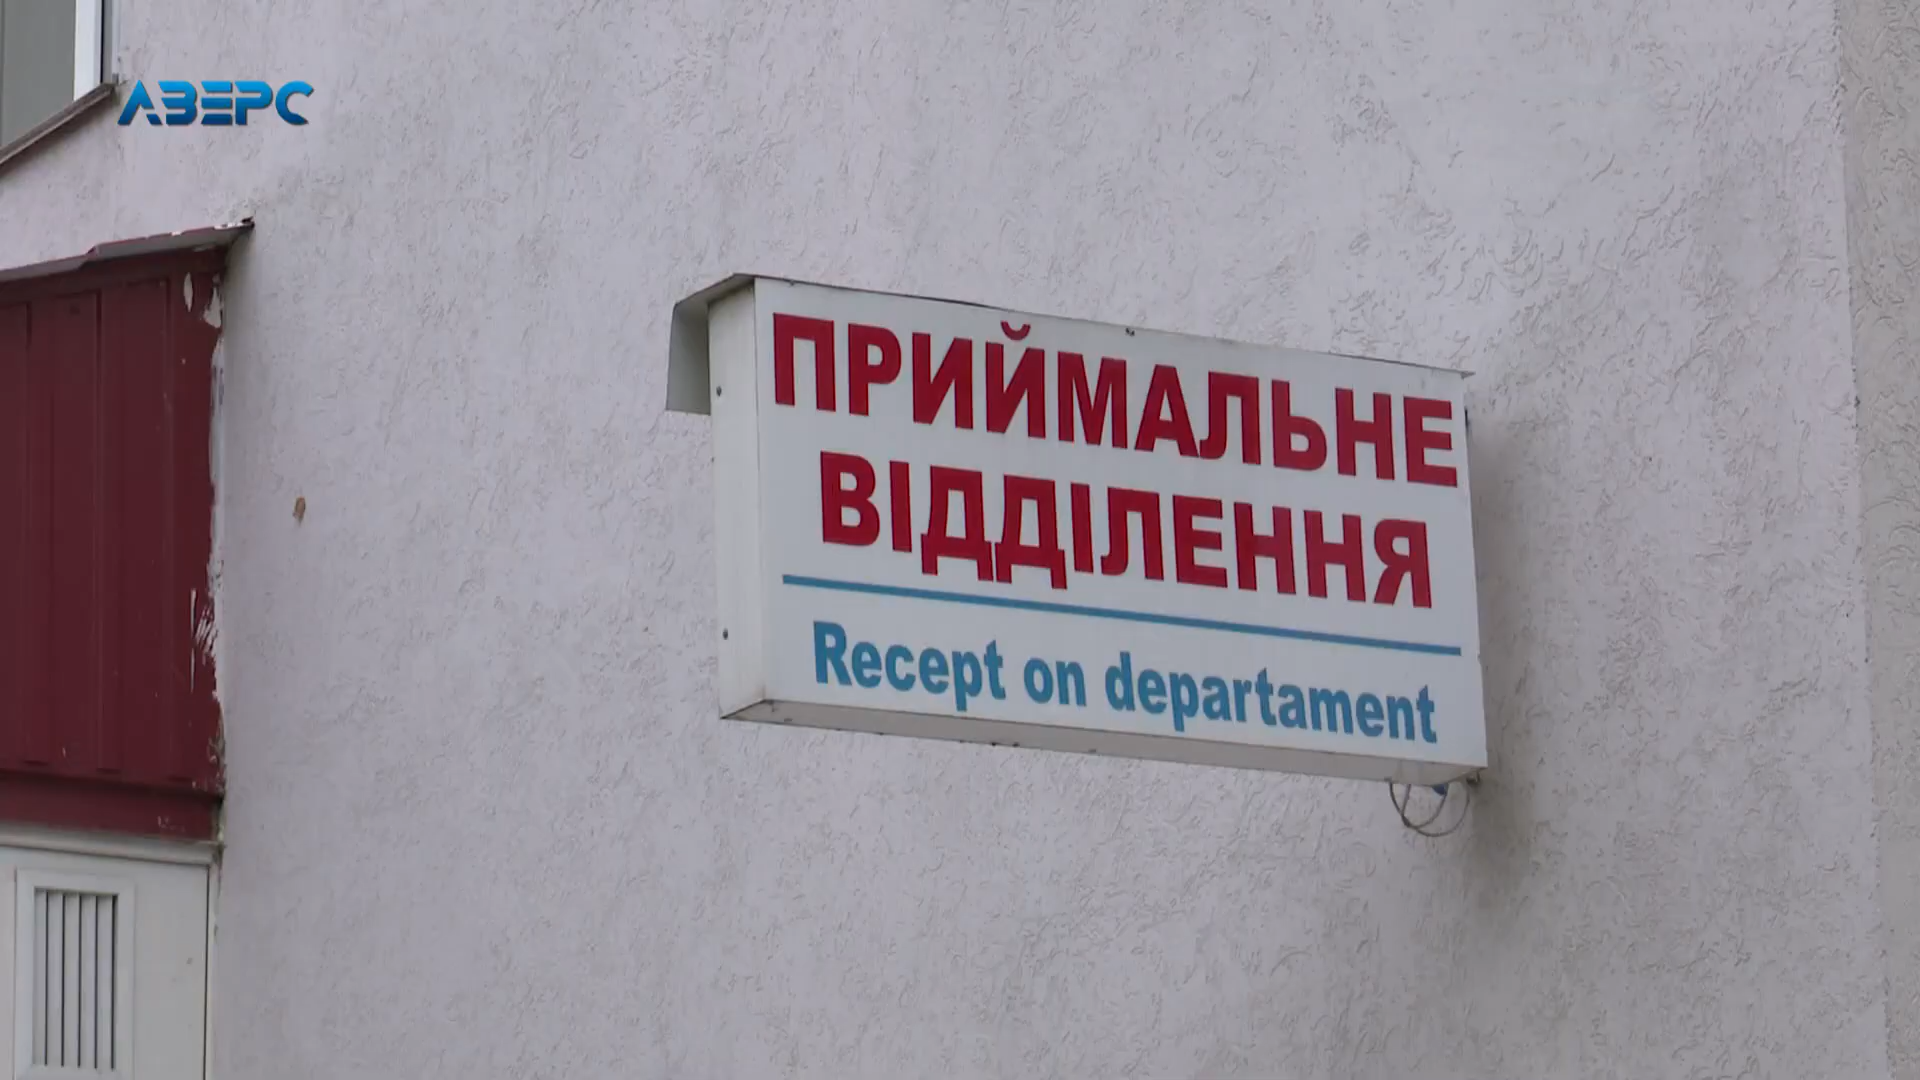 АВЕРС
ПРИЙМАЛЬНЕ
ВІДДІЛЕННЯ
Recept on departament